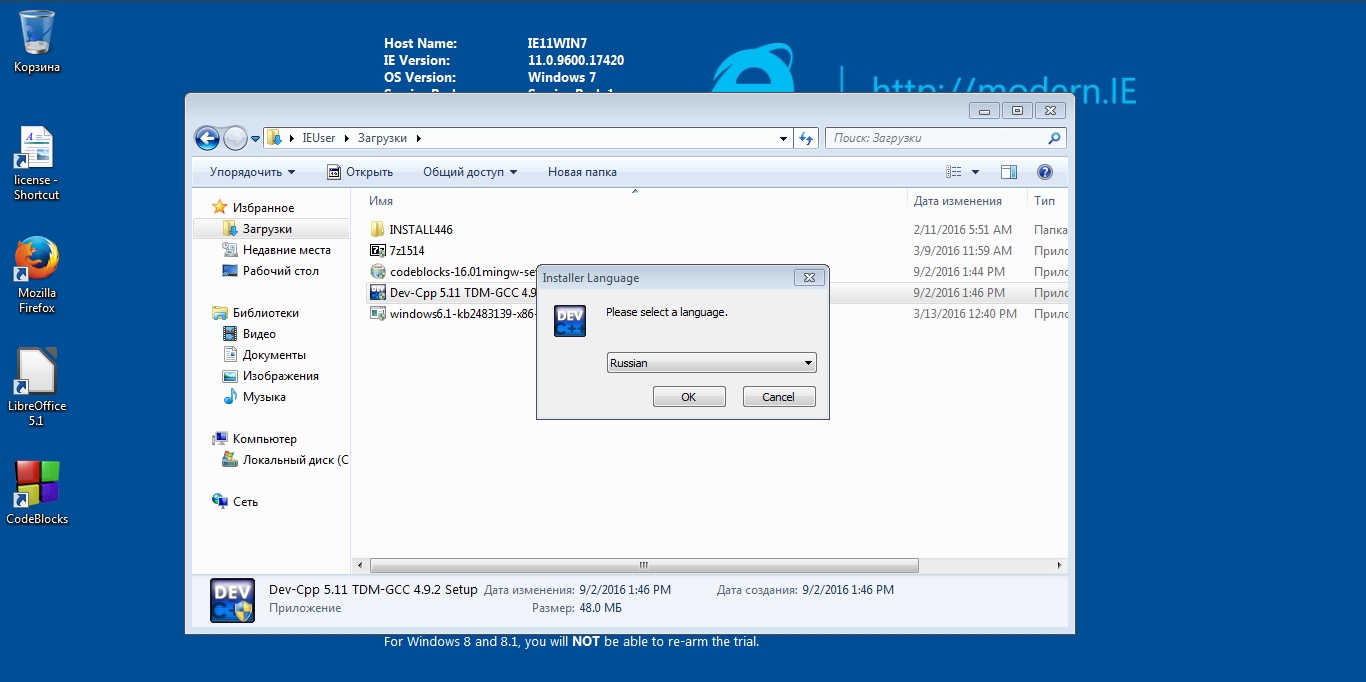 Корзина
license -
Shortcut
Mozilla
Firefox
LibreOffice
5.1
CodeBlocks
Host Name: IE11WIN7
IE Version: 11.0.9600.17420
OS Version: Windows 7
http://modern.IE
IEUser Загрузки
Поиск: Загрузки
Упорядочить Открыть Общий доступ Новая папка
Избранное
Загрузки
Недавние места
Рабочий стол
Библиотеки
Видео
Документы
Изображения
Музыка
Компьютер
Локальный диск (C
Сеть
Имя Дата изменения Тип
INSTALL446 2/11/2016 5:51 AM Папка
7z1514 3/9/2016 11:59 AM Прило
codeblocks-16.01mingw-se 9/2/2016 1:44 PM Прило
Dev-Cpp 5.11 TDM-GCC 4.9 9/2/2016 1:46 PM Прило
windows6.1-kb2483139-x86- 3/13/2016 12:40 PM Прило
Installer Language
DEV
C++
Please select a language.
Russian
OK Cancel
DEV
Dev-Cpp 5.11 TDM-GCC 4.9.2 Setup Дата изменения: 9/2/2016 1:46 PM Дата создания: 9/2/2016 1:46 PM
Приложение Размер: 48.0 МБ
For Windows 8 and 8.1, you will NOT be able to re-arm the trial.